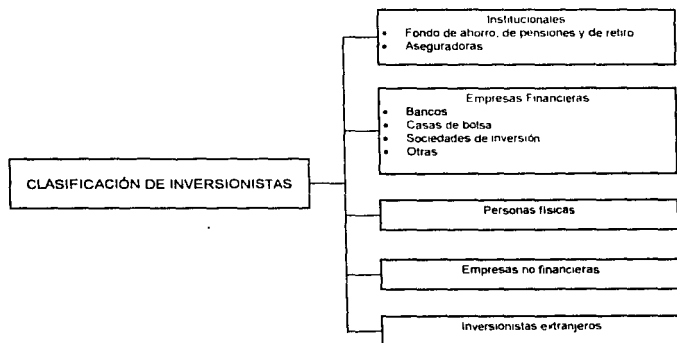 Institucionales
• Fondo de ahorro, de pensiones y de retiro
• Aseguradoras
Empresas Financieras
• Bancos
• Casas de bolsa
• Sociedades de inversión
• Otras
CLASIFICACIÓN DE INVERSIONISTAS
Personas físicas
Empresas no financieras
Inversionistas extranjeros